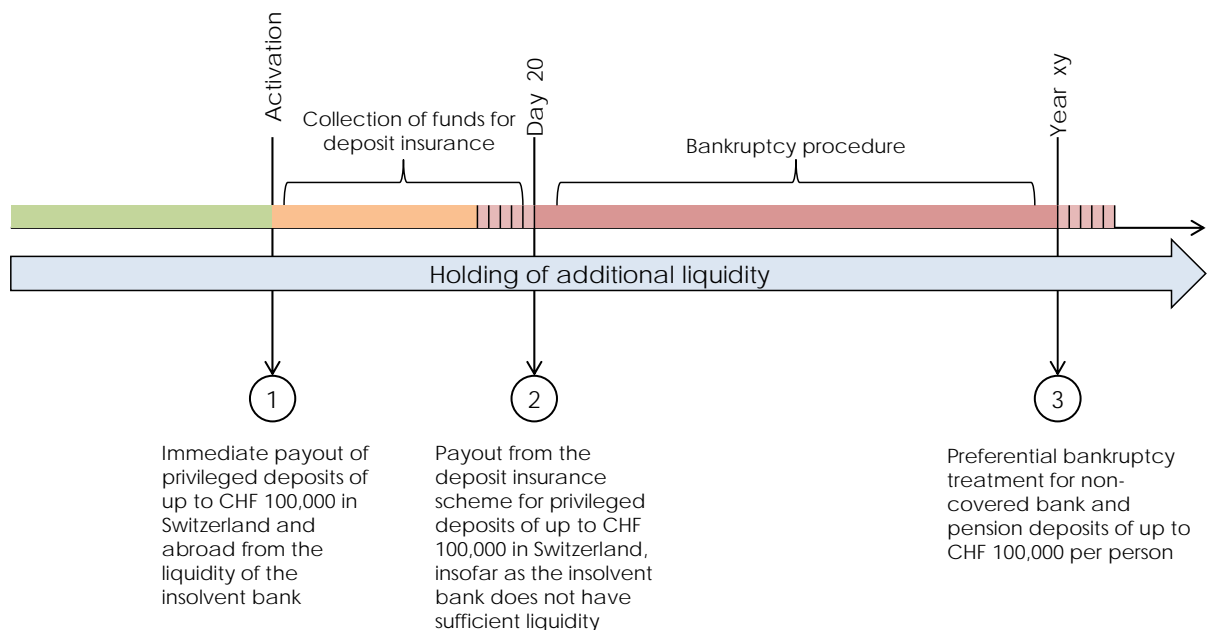 Activation
Collection of funds for
deposit insurance
Day 20
Bankruptcy procedure
Year xy
Holding of additional liquidity
1
Immediate payout of
privileged deposits of
up to CHF 100,000 in
Switzerland and
abroad from the
liquidity of the
insolvent bank
2
Payout from the
deposit insurance
scheme for privileged
deposits of up to CHF
100,000 in Switzerland,
insofar as the insolvent
bank does not have
sufficient liquidity
3
Preferential bankruptcy
treatment for non-
covered bank and
pension deposits of up to
CHF 100,000 per person